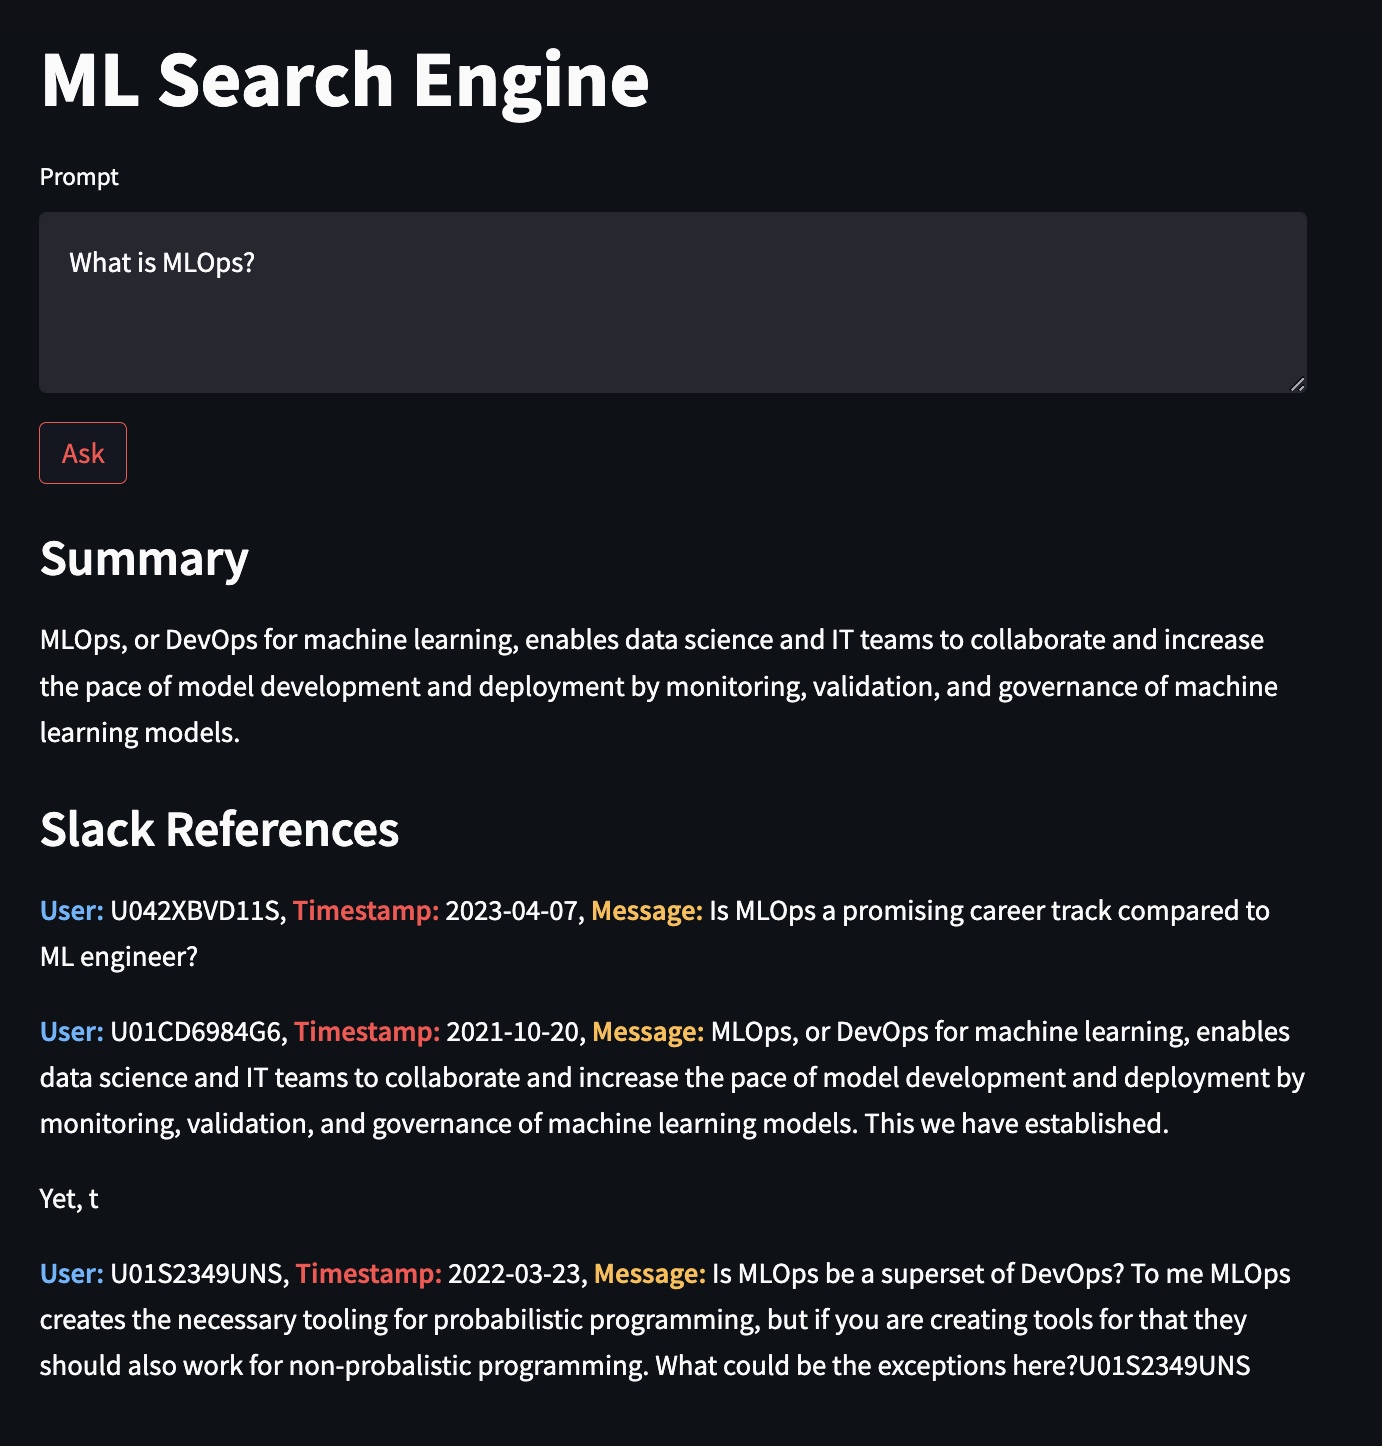 ML Search Engine
Prompt
What is MLOps?
Ask
Summary
MLOps, or DevOps for machine learning, enables data science and IT teams to collaborate and increase
the pace of model development and deployment by monitoring, validation, and governance of machine
learning models.
Slack References
User: U042XBVD11S, Timestamp: 2023-04-07, Message: Is MLOps a promising career track compared to
ML engineer?
User: U01CD6984G6, Timestamp: 2021-10-20, Message: MLOps, or DevOps for machine learning, enables
data science and IT teams to collaborate and increase the pace of model development and deployment by
monitoring, validation, and governance of machine learning models. This we have established.
Yet, t
User: U01S2349UNS, Timestamp: 2022-03-23, Message: Is MLOps be a superset of DevOps? To me MLOps
creates the necessary tooling for probabilistic programming, but if you are creating tools for that they
should also work for non-probalistic programming. What could be the exceptions here?U01S2349UNS